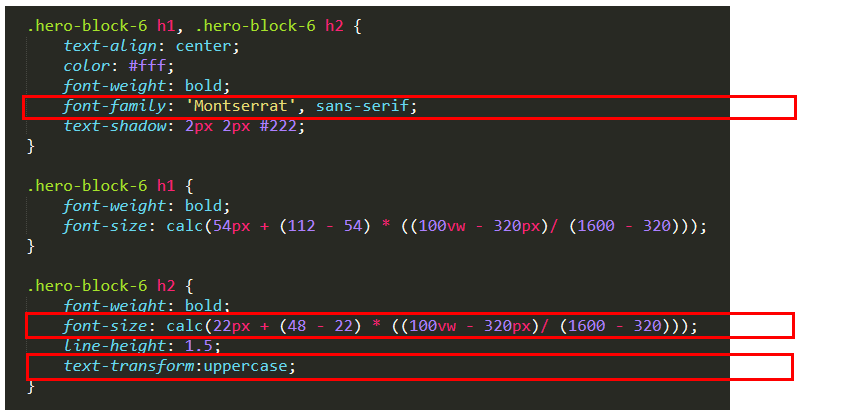 .hero-block-6 h1, .hero-block-6 h2 {
text-align: center;
color: #fff;
font-weight: bold;
font-family: 'Montserrat', sans-serif;
text-shadow: 2px 2px #222;
}
.hero-block-6 h1 {
font-weight: bold;
font-size: calc(54px + (112 - 54) * ((100vw - 320px)/ (1600 - 320)));
}
.hero-block-6 h2 {
font-weight: bold;
font-size: calc(22px + (48 - 22) * ((100vw - 320px)/ (1600 - 320)));
line-height: 1.5;
text-transform:uppercase;
}